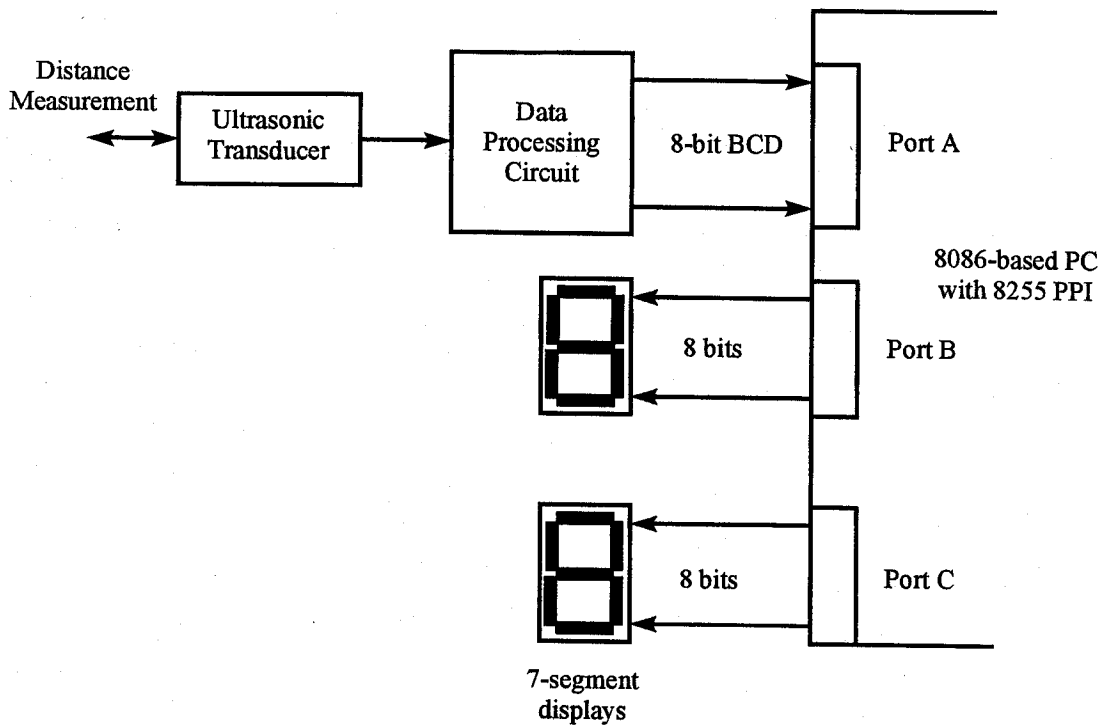 Distance
Measurement
Ultrasonic
Transducer
Data
Processing
Circuit
8-bit BCD
Port A
8086-based PC
with 8255 PPI
8 bits
Port B
8 bits
Port C
7-segment
displays